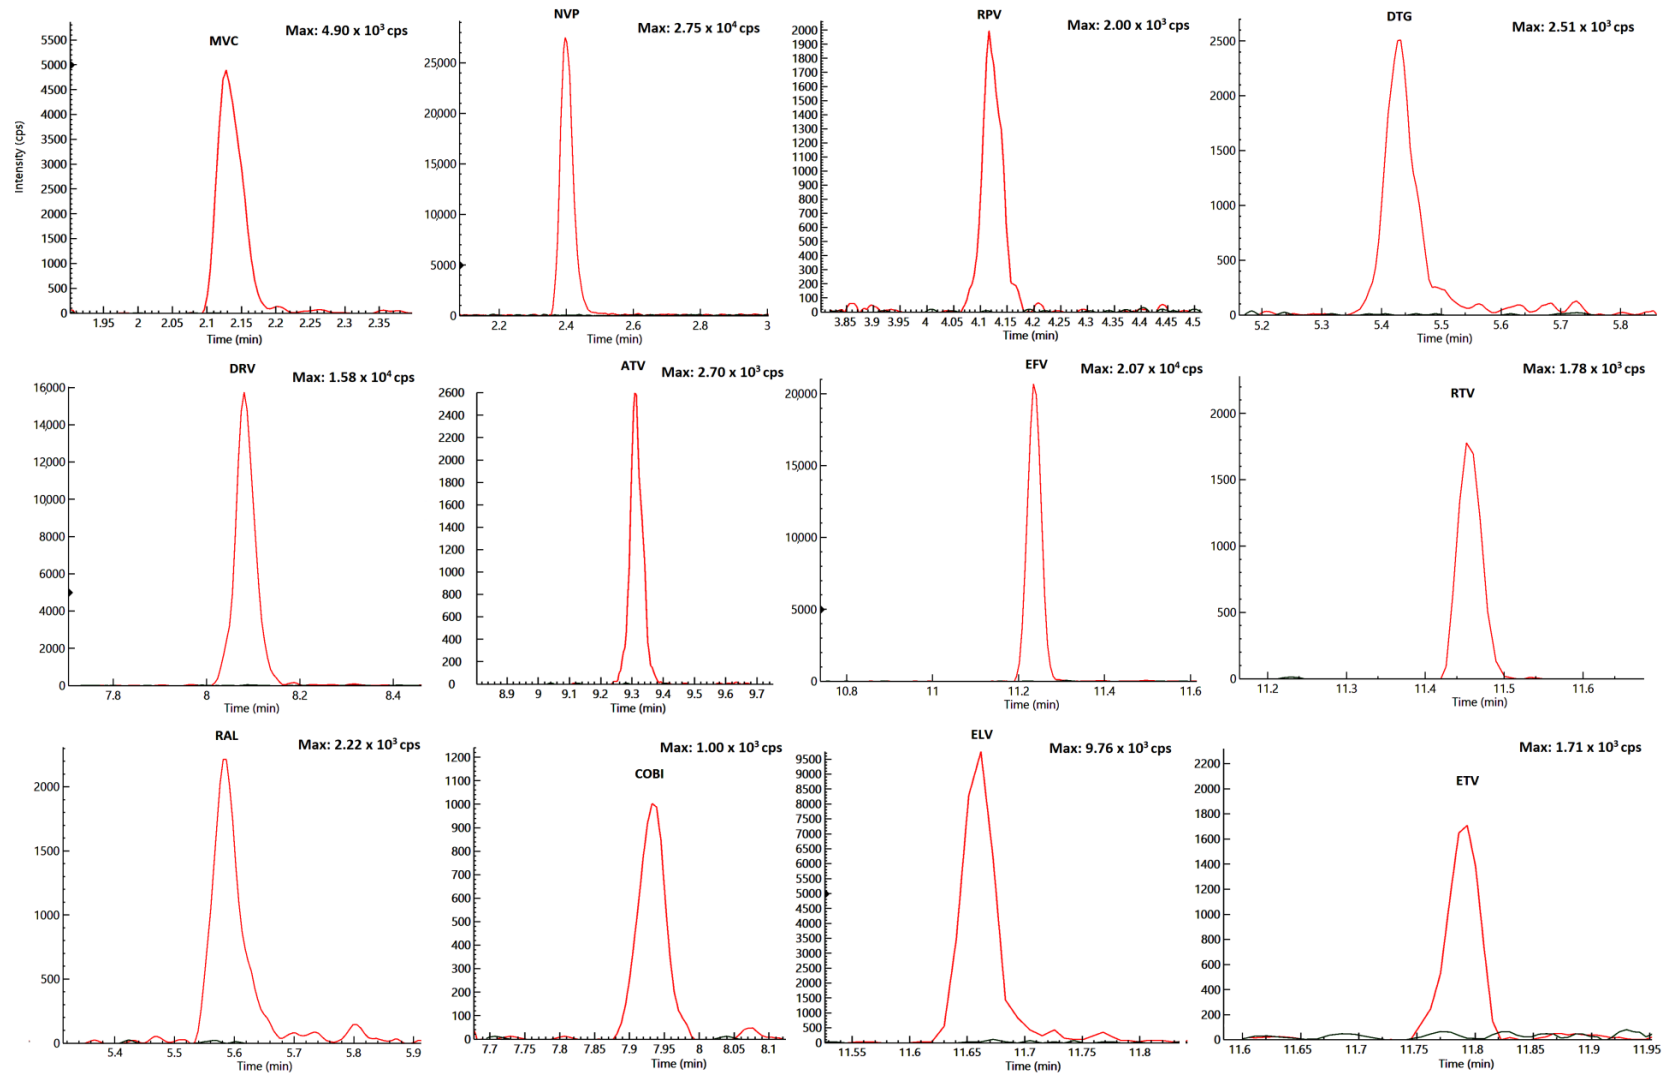 MVC
Max: 4.90 x 10³ cps
Intensity (cps)
5500
5000
4500
4000
3500
3000
2500
2000
1500
1000
500
0
1.95 2 2.05 2.1 2.15 2.2 2.25 2.3 2.35
Time (min)
NVP
Max: 2.75 x 10⁴ cps
25000
20000
15000
10000
5000
0
2.2 2.4 2.6 2.8 3
Time (min)
RPV
Max: 2.00 x 10³ cps
2000
1900
1800
1700
1600
1500
1400
1300
1200
1100
1000
900
800
700
600
500
400
300
200
100
0
3.85 3.9 3.95 4 4.05 4.1 4.15 4.2 4.25 4.3 4.35 4.4 4.45 4.5
Time (min)
DTG
Max: 2.51 x 10³ cps
2500
2000
1500
1000
500
0
5.2 5.3 5.4 5.5 5.6 5.7 5.8
Time (min)
DRV
Max: 1.58 x 10⁴ cps
16000
14000
12000
10000
8000
6000
4000
2000
0
7.8 8 8.2 8.4
Time (min)
ATV
Max: 2.70 x 10³ cps
2600
2400
2200
2000
1800
1600
1400
1200
1000
800
600
400
200
0
8.9 9 9.1 9.2 9.3 9.4 9.5 9.6 9.7
Time (min)
EFV
Max: 2.07 x 10⁴ cps
20000
15000
10000
5000
0
10.8 11 11.2 11.4 11.6
Time (min)
Max: 1.78 x 10³ cps
RTV
2000
1500
1000
500
0
11.2 11.3 11.4 11.5 11.6
Time (min)
RAL
Max: 2.22 x 10³ cps
2000
1500
1000
500
0
5.4 5.5 5.6 5.7 5.8 5.9
Time (min)
Max: 1.00 x 10³ cps
COBI
1200
1100
1000
900
800
700
600
500
400
300
200
100
0
7.7 7.75 7.8 7.85 7.9 7.95 8 8.05 8.1
Time (min)
ELV
Max: 9.76 x 10³ cps
9500
9000
8500
8000
7500
7000
6500
6000
5500
5000
4500
4000
3500
3000
2500
2000
1500
1000
500
0
11.55 11.6 11.65 11.7 11.75 11.8
Time (min)
Max: 1.71 x 10³ cps
ETV
2200
2000
1800
1600
1400
1200
1000
800
600
400
200
0
11.6 11.65 11.7 11.75 11.8 11.85 11.9 11.95
Time (min)